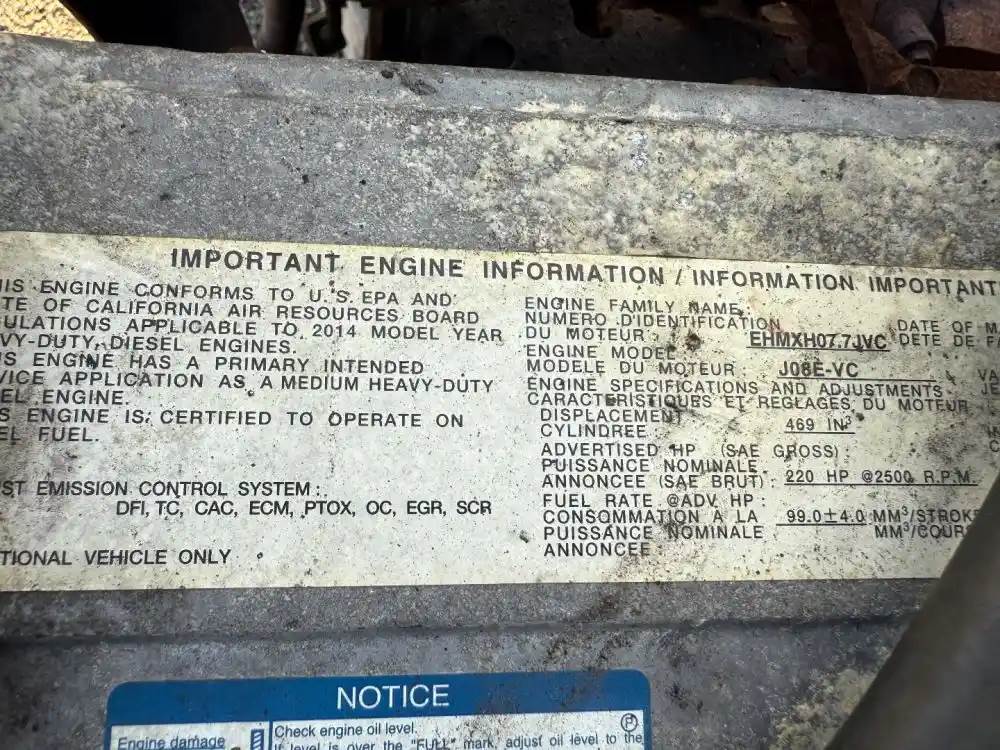 IMPORTANT ENGINE INFORMATION / INFORMATION IMPORTANT
IS ENGINE CONFORMS TO U.S. EPA AND
TE OF CALIFORNIA AIR RESOURCES BOARD
ULATIONS APPLICABLE TO 2014 MODEL YEAR
VY-DUTY DIESEL ENGINES.
S ENGINE HAS A PRIMARY INTENDED
VICE APPLICATION AS A MEDIUM HEAVY-DUTY
EL ENGINE.
S ENGINE IS CERTIFIED TO OPERATE ON
EL FUEL.
ST EMISSION CONTROL SYSTEM :
DFI, TC, CAC, ECM, PTOX, OC, EGR, SCR
TIONAL VEHICLE ONLY
ENGINE FAMILY NAME
NUMERO D'IDENTIFICATION
DU MOTEUR : EHMXH07.7JVC
ENGINE MODEL
MODELE DU MOTEUR : J08E-VC
ENGINE SPECIFICATIONS AND ADJUSTMENTS
CARACTERISTIQUES ET REGLAGES DU MOTEUR
DISPLACEMENT
CYLINDREE 469 IN³
ADVERTISED HP (SAE GROSS) :
PUISSANCE NOMINALE
ANNONCEE (SAE BRUT) : 220 HP @2500 R.P.M.
FUEL RATE @ADV HP :
CONSOMMATION A LA 99.0±4.0 MM³/STROKE
PUISSANCE NOMINALE MM³/COUR
ANNONCEE :
DATE OF M
DATE DE FA
VA
JE
NOTICE
Engine damage
Check engine oil level.
If level is over the "FULL" mark, adjust oil level to the
P